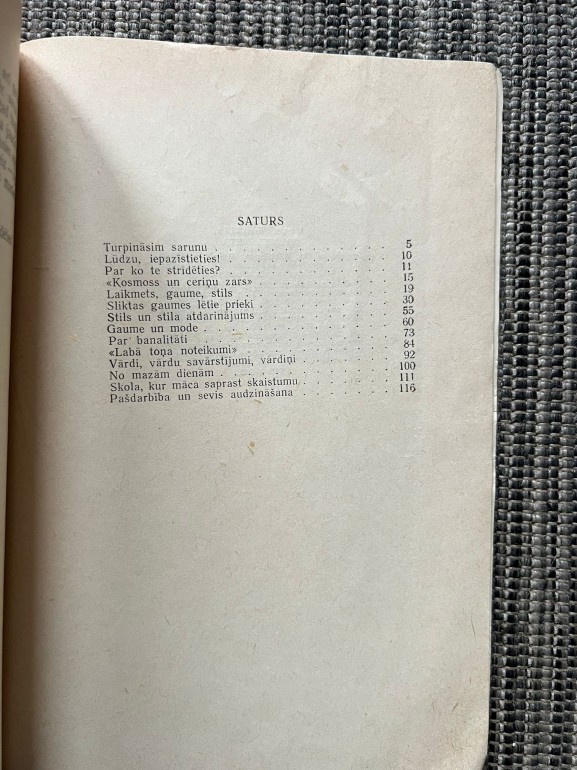 SATURS
Turpināsim sarunu . . . . . . . . . . . . 5
Lūdzu, iepazīstieties! . . . . . . . . . . . . 10
Par ko te strīdēties? . . . . . . . . . . . . 11
«Kosmoss un ceriņu zars» . . . . . . . . . . 15
Laikmets, gaume, stils . . . . . . . . . . . 19
Sliktas gaumes lētie prieki . . . . . . . . . . 30
Stils un stila atdarinājums . . . . . . . . . . 55
Gaume un mode . . . . . . . . . . . . . 60
Par banalitāti . . . . . . . . . . . . . 73
«Labā toņa noteikumi» . . . . . . . . . . . 84
Vārdi, vārdu savārstījumi, vārdiņi . . . . . . . 92
No mazām dienām . . . . . . . . . . . . 100
Skola, kur māca saprast skaistumu . . . . . . . 111
Pašdarbība un sevis audzināšana . . . . . . . 116